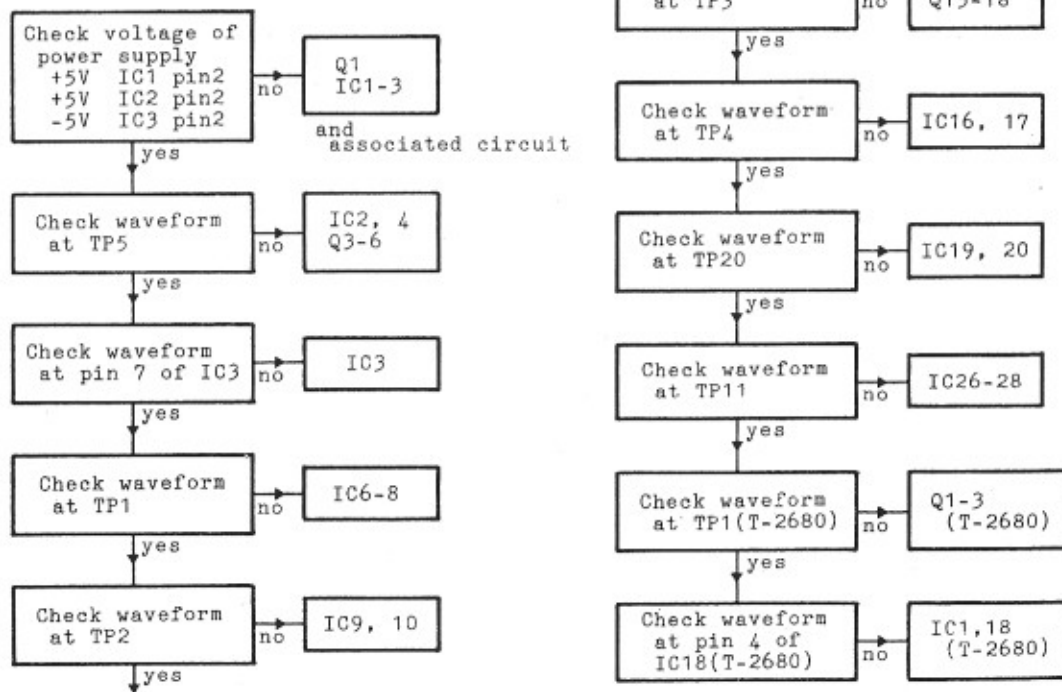 Check voltage of
power supply
+5V IC1 pin2
+5V IC2 pin2
-5V IC3 pin2
no
Q1
IC1-3
and
associated circuit
yes
Check waveform
at TP5
no
IC2, 4
Q3-6
yes
Check waveform
at pin 7 of IC3
no
IC3
yes
Check waveform
at TP1
no
IC6-8
yes
Check waveform
at TP2
no
IC9, 10
yes
at TP3
no
yes
Check waveform
at TP4
no
IC16, 17
yes
Check waveform
at TP20
no
IC19, 20
yes
Check waveform
at TP11
no
IC26-28
yes
Check waveform
at TP1(T-2680)
no
Q1-3
(T-2680)
yes
Check waveform
at pin 4 of
IC18(T-2680)
no
IC1,18
(T-2680)